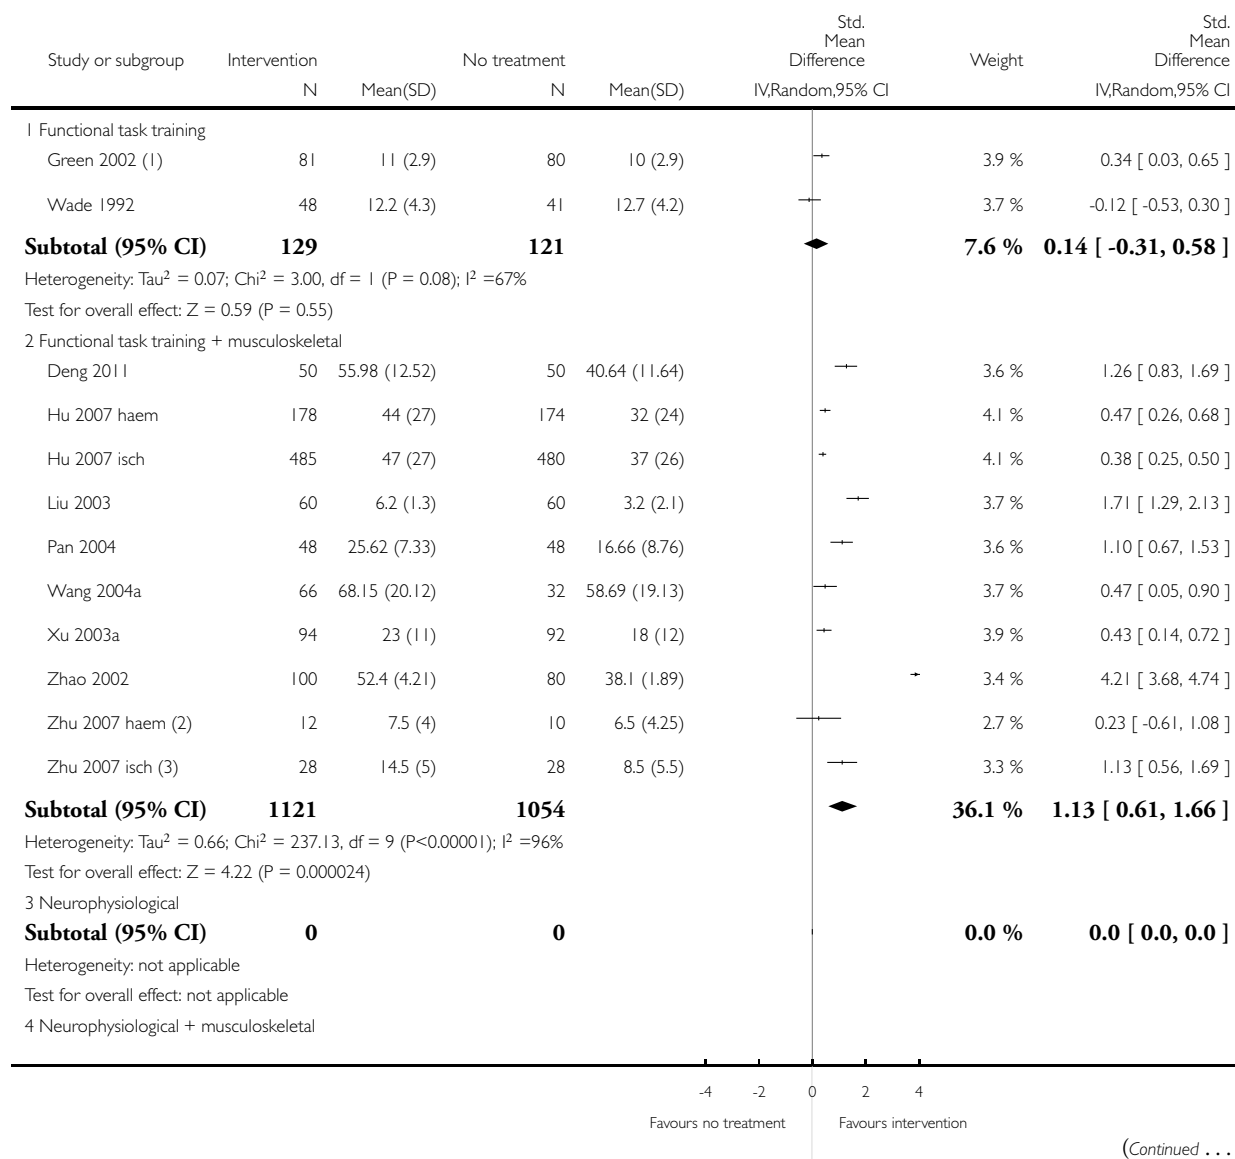 Std. Mean Difference Std. Mean Difference
Study or subgroup Intervention No treatment Weight
N Mean(SD) N Mean(SD) IV,Random,95% CI IV,Random,95% CI
1 Functional task training
Green 2002 (1) 81 11 (2.9) 80 10 (2.9) 3.9 % 0.34 [ 0.03, 0.65 ]
Wade 1992 48 12.2 (4.3) 41 12.7 (4.2) 3.7 % -0.12 [ -0.53, 0.30 ]
Subtotal (95% CI) 129 121 7.6 % 0.14 [ -0.31, 0.58 ]
Heterogeneity: Tau² = 0.07; Chi² = 3.00, df = 1 (P = 0.08); I² =67%
Test for overall effect: Z = 0.59 (P = 0.55)
2 Functional task training + musculoskeletal
Deng 2011 50 55.98 (12.52) 50 40.64 (11.64) 3.6 % 1.26 [ 0.83, 1.69 ]
Hu 2007 haem 178 44 (27) 174 32 (24) 4.1 % 0.47 [ 0.26, 0.68 ]
Hu 2007 isch 485 47 (27) 480 37 (26) 4.1 % 0.38 [ 0.25, 0.50 ]
Liu 2003 60 6.2 (1.3) 60 3.2 (2.1) 3.7 % 1.71 [ 1.29, 2.13 ]
Pan 2004 48 25.62 (7.33) 48 16.66 (8.76) 3.6 % 1.10 [ 0.67, 1.53 ]
Wang 2004a 66 68.15 (20.12) 32 58.69 (19.13) 3.7 % 0.47 [ 0.05, 0.90 ]
Xu 2003a 94 23 (11) 92 18 (12) 3.9 % 0.43 [ 0.14, 0.72 ]
Zhao 2002 100 52.4 (4.21) 80 38.1 (1.89) 3.4 % 4.21 [ 3.68, 4.74 ]
Zhu 2007 haem (2) 12 7.5 (4) 10 6.5 (4.25) 2.7 % 0.23 [ -0.61, 1.08 ]
Zhu 2007 isch (3) 28 14.5 (5) 28 8.5 (5.5) 3.3 % 1.13 [ 0.56, 1.69 ]
Subtotal (95% CI) 1121 1054 36.1 % 1.13 [ 0.61, 1.66 ]
Heterogeneity: Tau² = 0.66; Chi² = 237.13, df = 9 (P<0.00001); I² =96%
Test for overall effect: Z = 4.22 (P = 0.000024)
3 Neurophysiological
Subtotal (95% CI) 0 0 0.0 % 0.0 [ 0.0, 0.0 ]
Heterogeneity: not applicable
Test for overall effect: not applicable
4 Neurophysiological + musculoskeletal
-4 -2 0 2 4
Favours no treatment Favours intervention
(Continued . . .